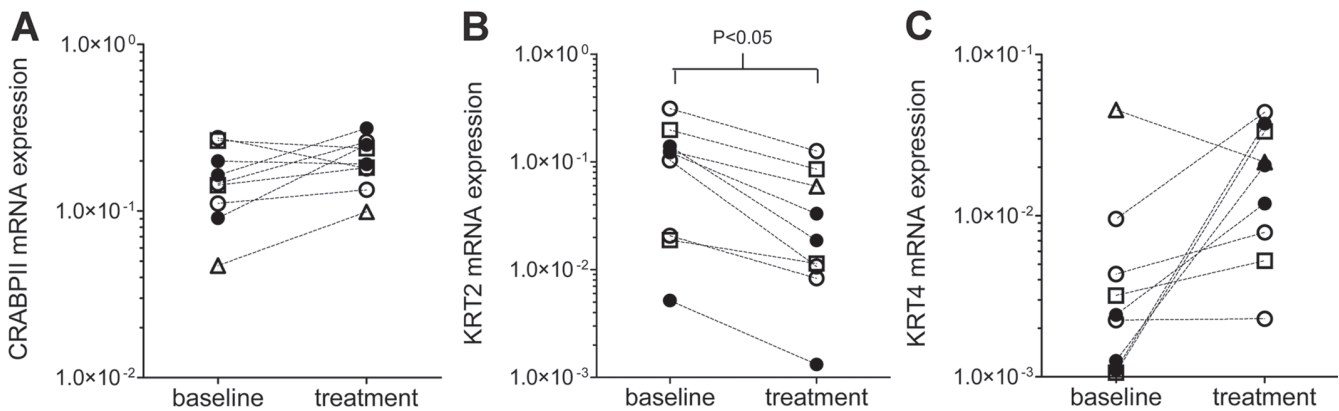 A
CRABPII mRNA expression
1.0×10⁰
1.0×10⁻¹
1.0×10⁻²
baseline
treatment
B
P<0.05
KRT2 mRNA expression
1.0×10⁰
1.0×10⁻¹
1.0×10⁻²
1.0×10⁻³
baseline
treatment
C
KRT4 mRNA expression
1.0×10⁻¹
1.0×10⁻²
1.0×10⁻³
baseline
treatment